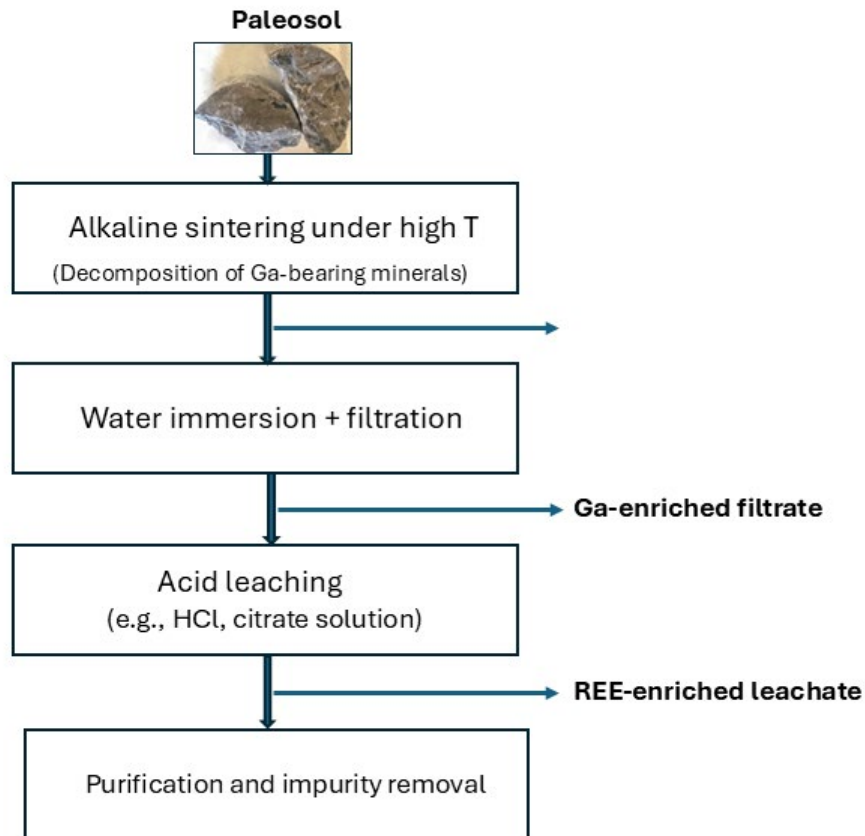 Paleosol
Alkaline sintering under high T
(Decomposition of Ga-bearing minerals)
Water immersion + filtration
Ga-enriched filtrate
Acid leaching
(e.g., HCl, citrate solution)
REE-enriched leachate
Purification and impurity removal